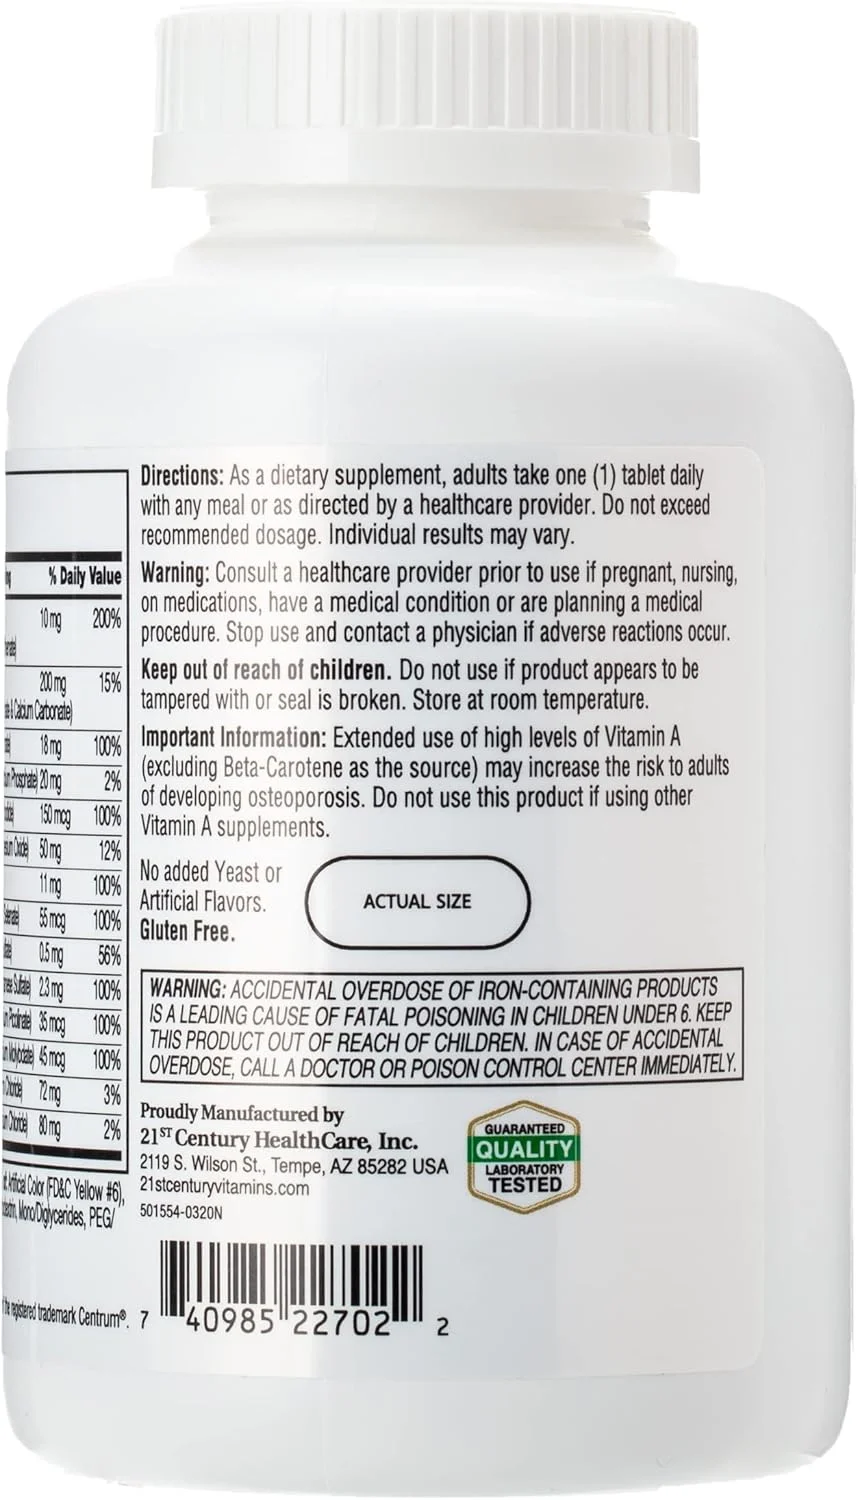 % Daily Value
10 mg 200%
200 mg 15%
& Calcium Carbonate)
18 mg 100%
Phosphate) 20 mg 2%
150 mcg 100%
Oxide) 50 mg 12%
11 mg 100%
55 mcg 100%
0.5 mg 56%
Sulfate) 2.3 mg 100%
Picolinate) 35 mcg 100%
Molybdate) 45 mcg 100%
Chloride) 72 mg 3%
Chloride) 80 mg 2%
Artificial Color (FD&C Yellow #6),
Mono/Diglycerides, PEG/
the registered trademark Centrum®.
Directions: As a dietary supplement, adults take one (1) tablet daily
with any meal or as directed by a healthcare provider. Do not exceed
recommended dosage. Individual results may vary.
Warning: Consult a healthcare provider prior to use if pregnant, nursing,
on medications, have a medical condition or are planning a medical
procedure. Stop use and contact a physician if adverse reactions occur.
Keep out of reach of children. Do not use if product appears to be
tampered with or seal is broken. Store at room temperature.
Important Information: Extended use of high levels of Vitamin A
(excluding Beta-Carotene as the source) may increase the risk to adults
of developing osteoporosis. Do not use this product if using other
Vitamin A supplements.
No added Yeast or
Artificial Flavors.
Gluten Free.
ACTUAL SIZE
WARNING: ACCIDENTAL OVERDOSE OF IRON-CONTAINING PRODUCTS
IS A LEADING CAUSE OF FATAL POISONING IN CHILDREN UNDER 6. KEEP
THIS PRODUCT OUT OF REACH OF CHILDREN. IN CASE OF ACCIDENTAL
OVERDOSE, CALL A DOCTOR OR POISON CONTROL CENTER IMMEDIATELY.
Proudly Manufactured by
21ST Century HealthCare, Inc.
2119 S. Wilson St., Tempe, AZ 85282 USA
21stcenturyvitamins.com
501554-0320N
GUARANTEED
QUALITY
LABORATORY
TESTED
7 40985 22702 2